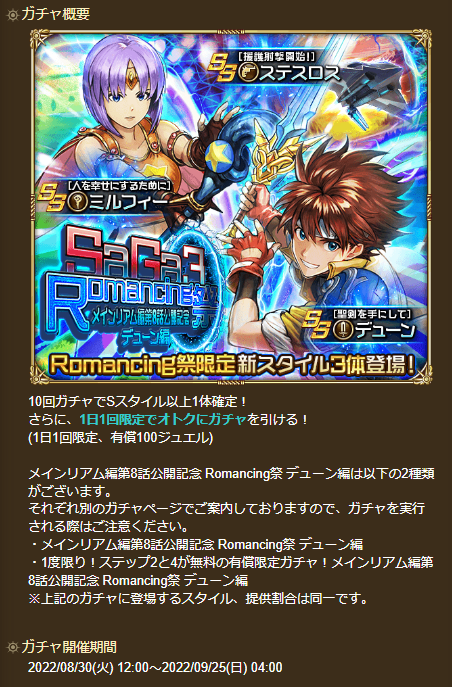 ガチャ概要
SS [援護射撃開始!]
ステスロス
[人を幸せにするために]
SS ミルフィー
SaGa3
Romancing祭
メインリアム編第8話公開記念
デューン編
[聖剣を手にして]
SS デューン
Romancing祭限定新スタイル3体登場!
10回ガチャでSスタイル以上1体確定!
さらに、1日1回限定でオトクにガチャを引ける!
(1日1回限定、有償100ジュエル)
メインリアム編第8話公開記念 Romancing祭 デューン編は以下の2種類
がございます。
それぞれ別のガチャページでご案内しておりますので、ガチャを実行
される際はご注意ください。
・メインリアム編第8話公開記念 Romancing祭 デューン編
・1度限り!ステップ2と4が無料の有償限定ガチャ!メインリアム編第
8話公開記念 Romancing祭 デューン編
※上記のガチャに登場するスタイル、提供割合は同一です。
ガチャ開催期間
2022/08/30(火) 12:00～2022/09/25(日) 04:00